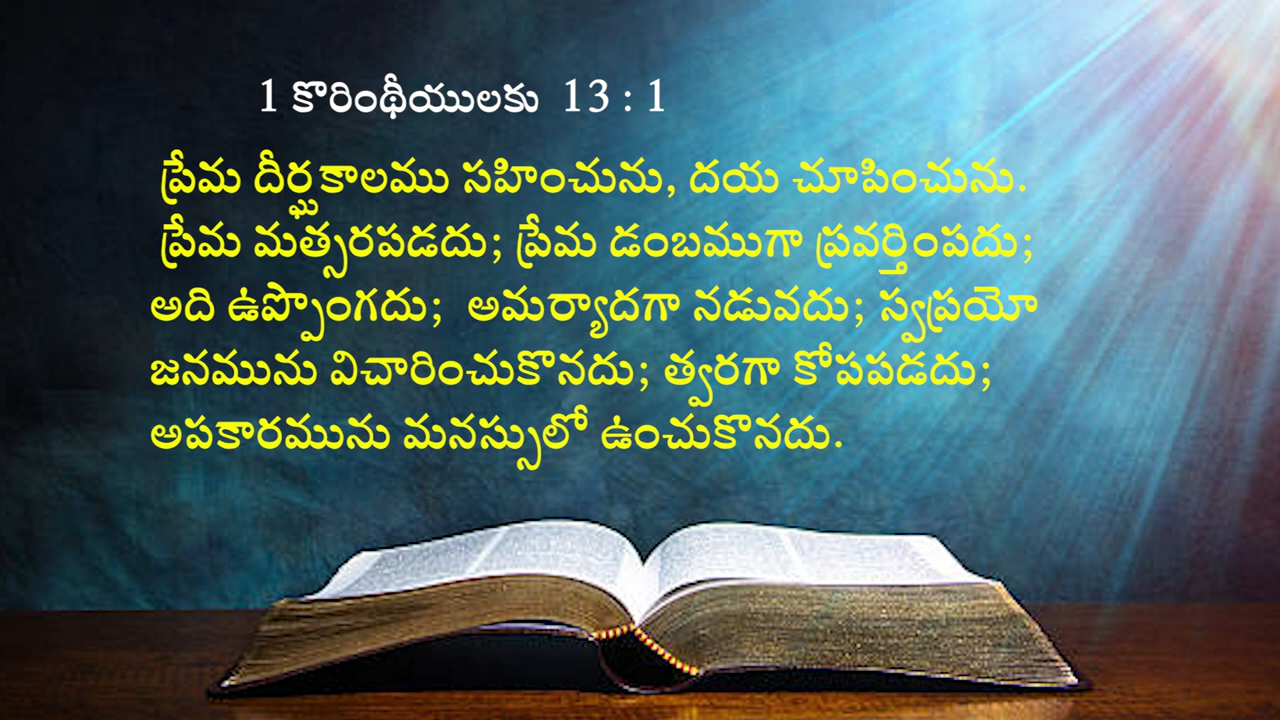 1 కొరింథీయులకు 13 : 1
ప్రేమ దీర్ఘకాలము సహించును, దయ చూపించును.
ప్రేమ మత్సరపడదు; ప్రేమ డంబముగా ప్రవర్తింపదు;
అది ఉప్పొంగదు; అమర్యాదగా నడువదు; స్వప్రయో
జనమును విచారించుకొనదు; త్వరగా కోపపడదు;
అపకారమును మనస్సులో ఉంచుకొనదు.